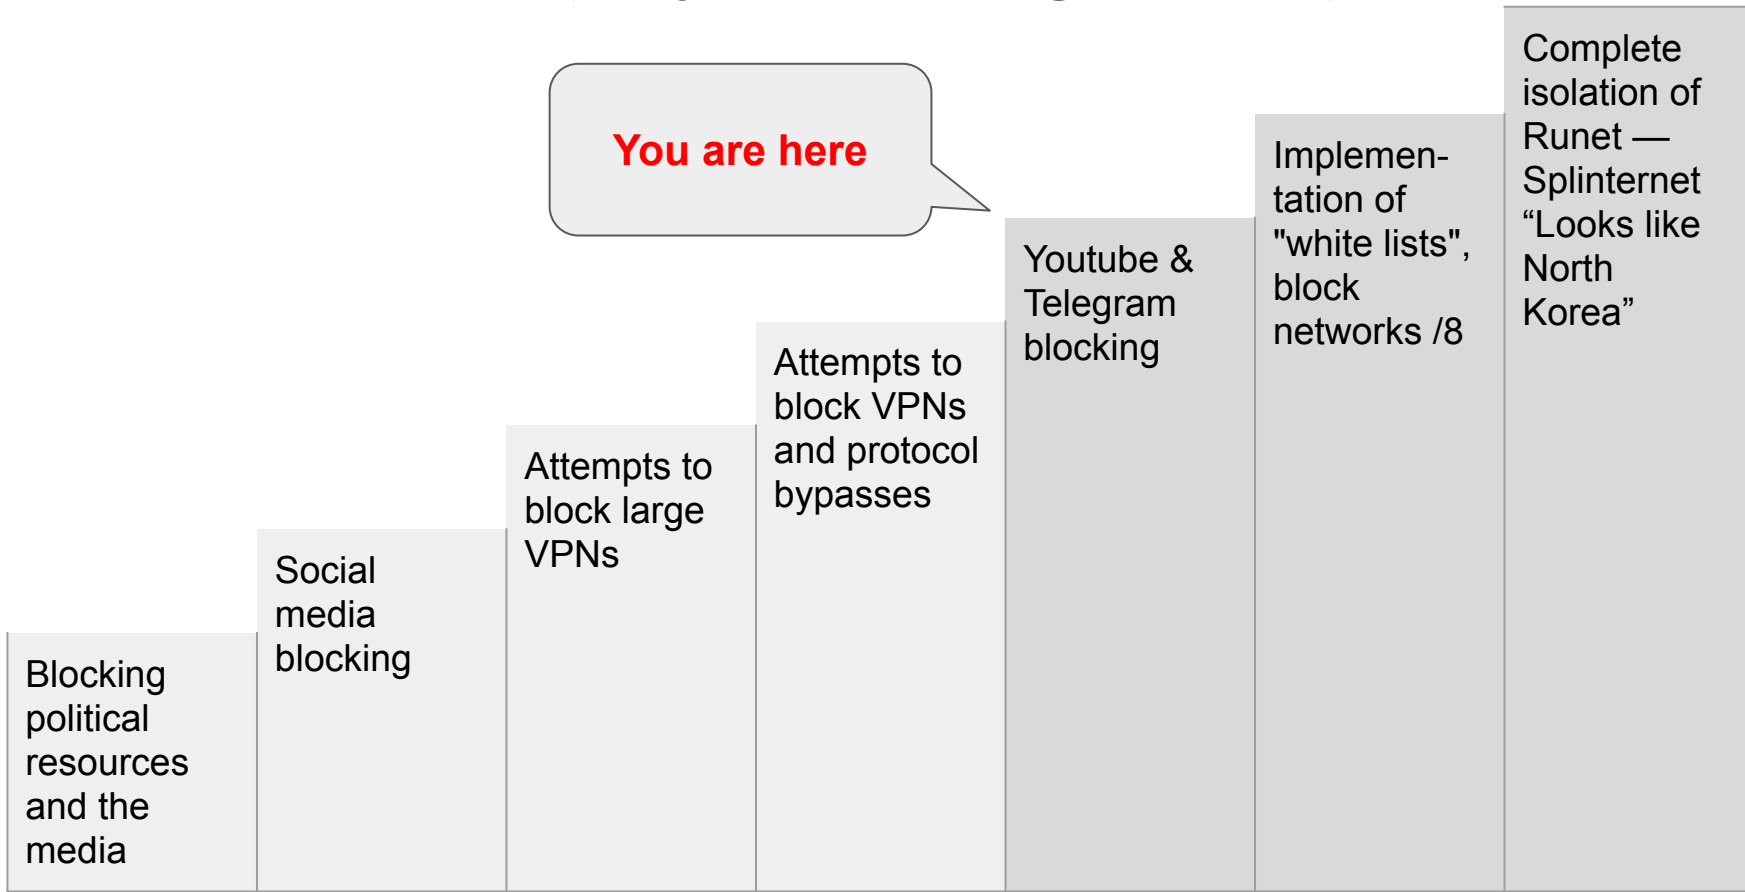 You are here
Blocking
political
resources
and the
media
Social
media
blocking
Attempts to
block large
VPNs
Attempts to
block VPNs
and protocol
bypasses
Youtube &
Telegram
blocking
Implemen-
tation of
"white lists",
block
networks /8
Complete
isolation of
Runet —
Splinternet
“Looks like
North
Korea”